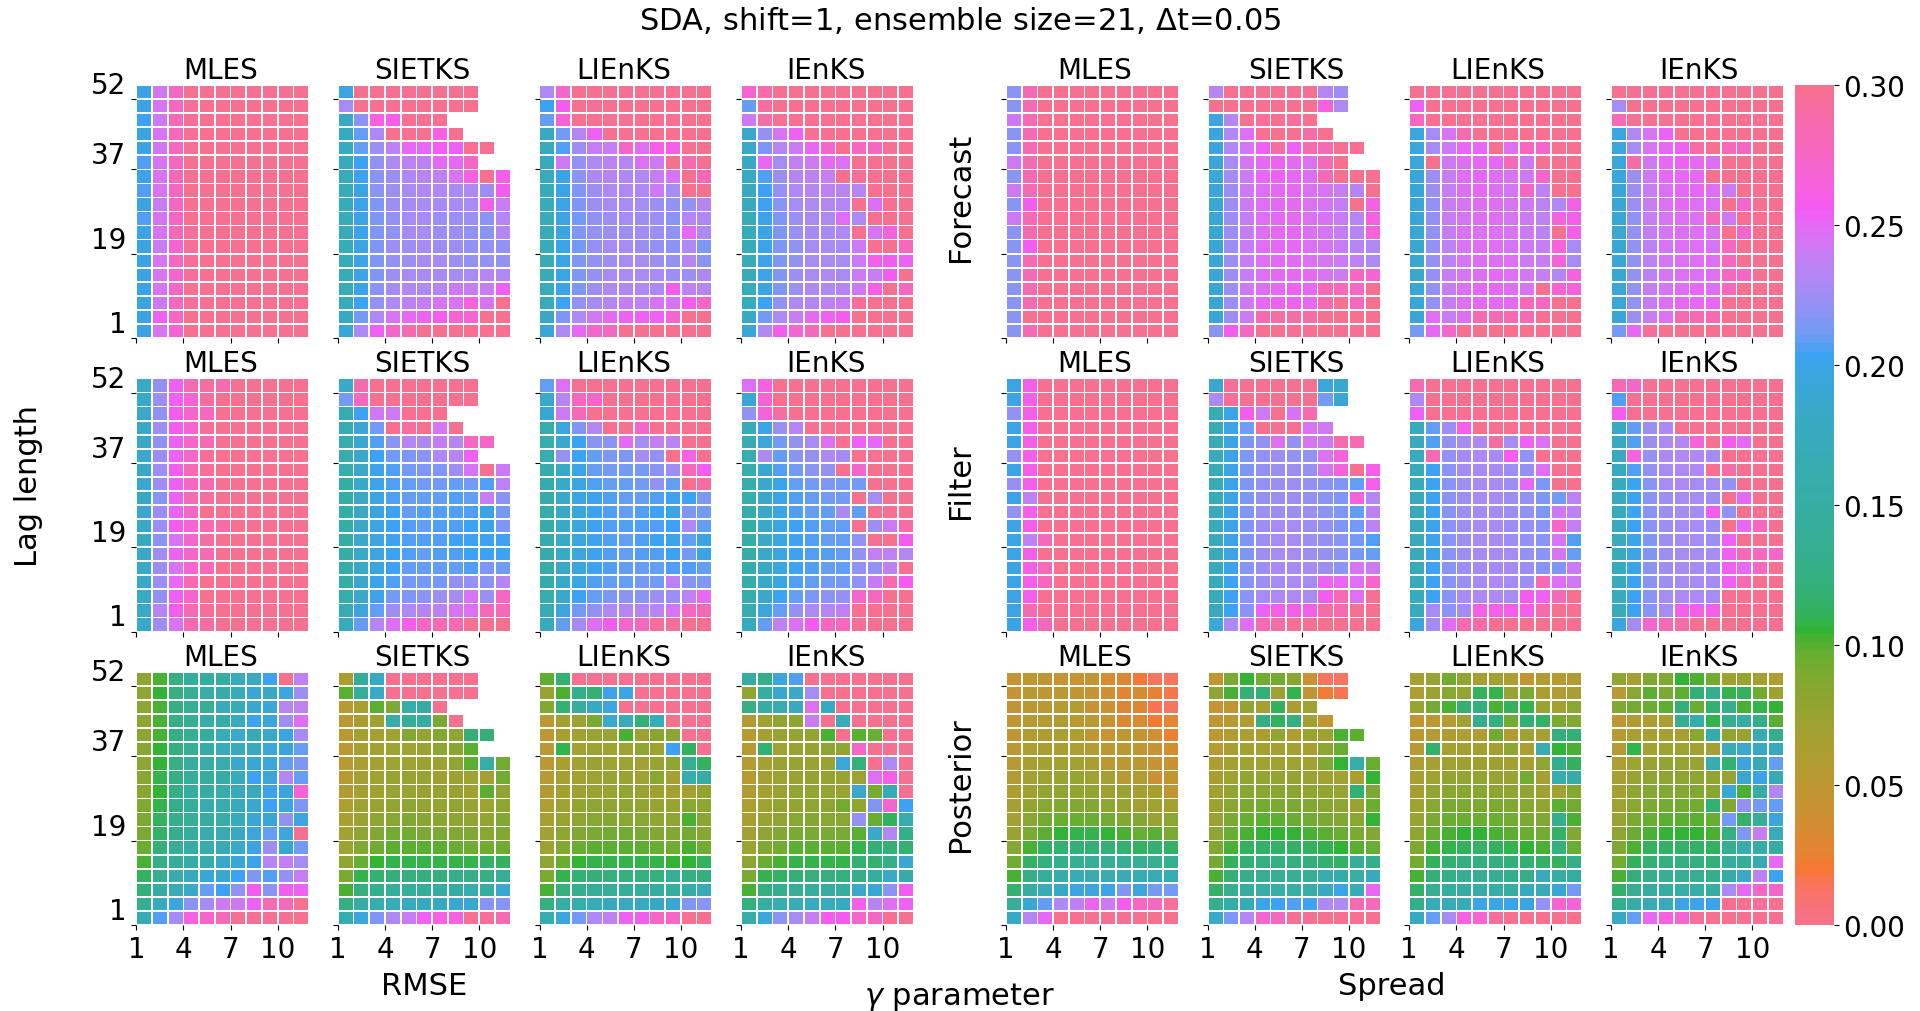 SDA, shift=1, ensemble size=21, Δt=0.05
MLES SIETKS LIEnKS IEnKS MLES SIETKS LIEnKS IEnKS
52
37
19
1
Forecast
MLES SIETKS LIEnKS IEnKS MLES SIETKS LIEnKS IEnKS
52
37
19
1
Filter
Lag length
MLES SIETKS LIEnKS IEnKS MLES SIETKS LIEnKS IEnKS
52
37
19
1
Posterior
1 4 7 10 1 4 7 10 1 4 7 10 1 4 7 10 1 4 7 10 1 4 7 10 1 4 7 10 1 4 7 10
RMSE
γ parameter
Spread
0.30
0.25
0.20
0.15
0.10
0.05
0.00